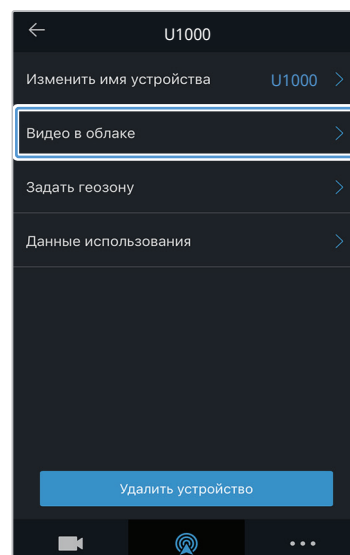 U1000
Изменить имя устройства U1000
Видео в облаке
Задать геозону
Данные использования
Удалить устройство